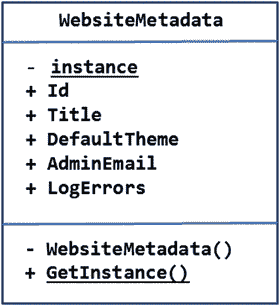 WebsiteMetadata
- instance
+ Id
+ Title
+ DefaultTheme
+ AdminEmail
+ LogErrors
- WebsiteMetadata()
+ GetInstance()